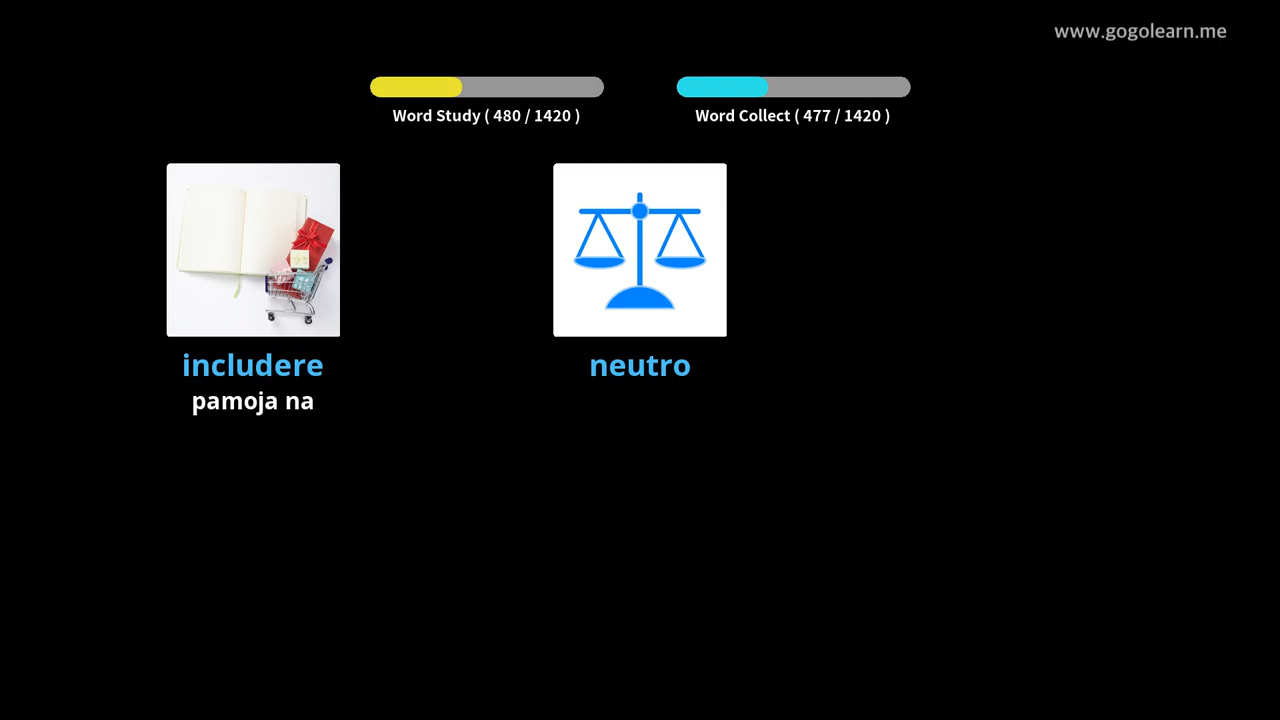 www.gogolearn.me
Word Study ( 480 / 1420 )
Word Collect ( 477 / 1420 )
includere
neutro
pamoja na